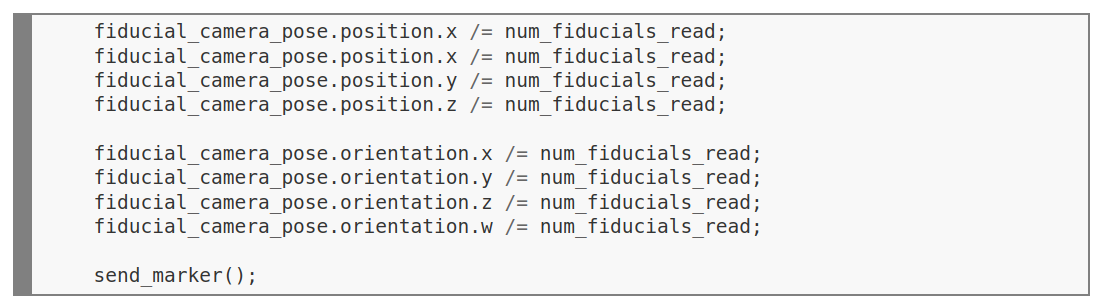 fiducial_camera_pose.position.x /= num_fiducials_read;
fiducial_camera_pose.position.x /= num_fiducials_read;
fiducial_camera_pose.position.y /= num_fiducials_read;
fiducial_camera_pose.position.z /= num_fiducials_read;

fiducial_camera_pose.orientation.x /= num_fiducials_read;
fiducial_camera_pose.orientation.y /= num_fiducials_read;
fiducial_camera_pose.orientation.z /= num_fiducials_read;
fiducial_camera_pose.orientation.w /= num_fiducials_read;

send_marker();